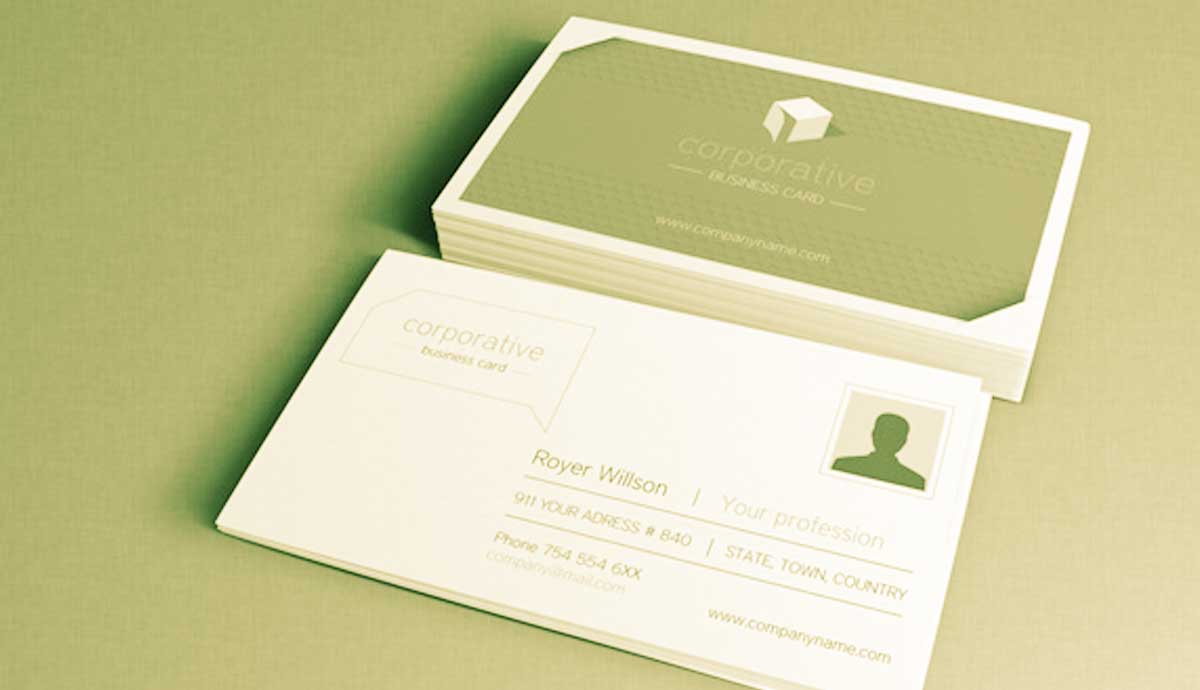 corporative
BUSINESS CARD
www.companyname.com
corporative
business card
Royer Willson | Your profession
911 YOUR ADRESS # 840 | STATE, TOWN, COUNTRY
Phone 754 554 6XX
company@mail.com
www.companyname.com